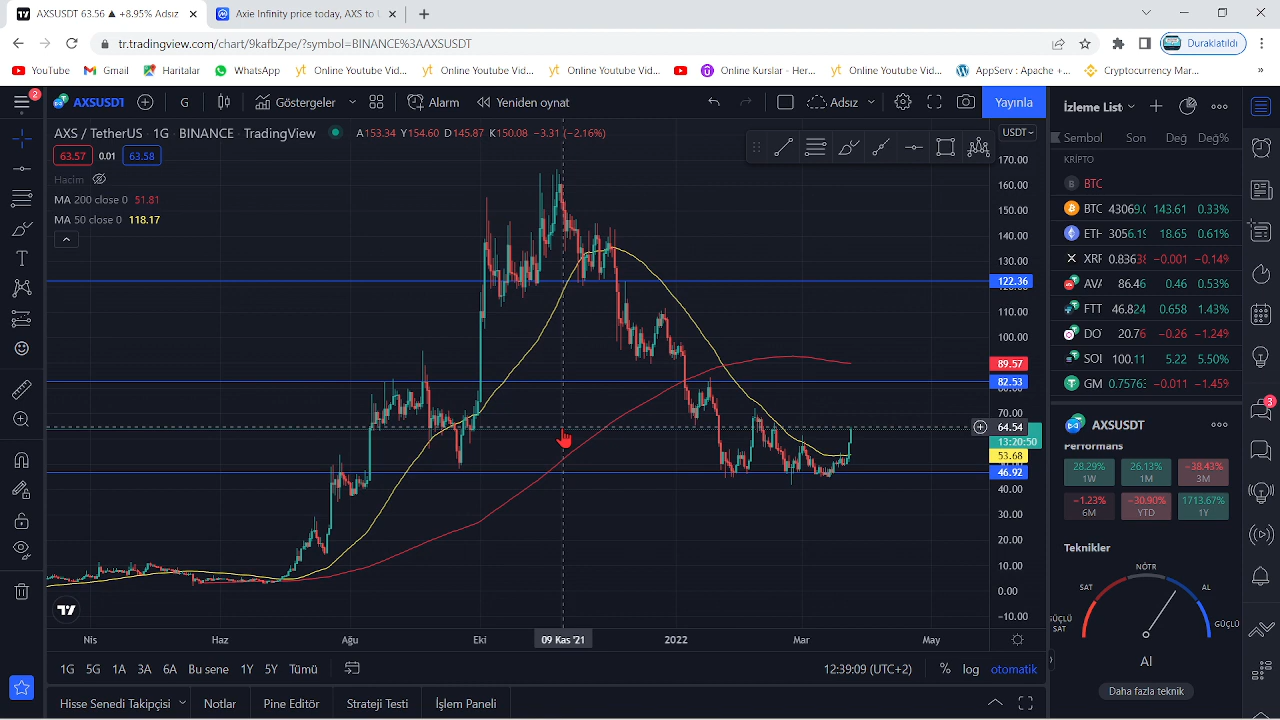 AXSUSDT 63.56 ▲ +8.95% Adsız
Axie Infinity price today, AXS to U
tr.tradingview.com/chart/9kafbZpe/?symbol=BINANCE%3AAXSUSDT
Duraklatıldı
YouTube Gmail Haritalar WhatsApp Online Youtube Vid... Online Youtube Vid... Online Youtube Vid... Online Kurslar - Her... Online Youtube Vid... AppServ : Apache +... Cryptocurrency Mar...
2
AXSUSDT G Göstergeler Alarm Yeniden oynat Adsız Yayınla
İzleme List
AXS / TetherUS · 1G · BINANCE · TradingView A153.34 Y154.60 D145.87 K150.08 −3.31 (−2.16%)
63.57 0.01 63.58
Hacim
MA 200 close 0 51.81
MA 50 close 0 118.17
USDT
170.00
160.00
150.00
140.00
130.00
122.36
110.00
100.00
89.57
82.53
70.00
64.54
13:20:50
53.68
46.92
40.00
30.00
20.00
10.00
0.00
−10.00
Nis Haz Ağu Eki 09 Kas '21 2022 Mar May
1G 5G 1A 3A 6A Bu sene 1Y 5Y Tümü
12:39:09 (UTC+2) % log otomatik
Hisse Senedi Takipçisi Notlar Pine Editör Strateji Testi İşlem Paneli
Sembol Son Değ Değ%
KRİPTO
BTC
BTC 43069.0 143.61 0.33%
ETH 3056.19 18.65 0.61%
XRF 0.8363 −0.001 −0.14%
AVA 86.46 0.46 0.53%
FTT 46.824 0.658 1.43%
DO 20.76 −0.26 −1.24%
SOL 100.11 5.22 5.50%
GM 0.7576 −0.011 −1.45%
AXSUSDT
Performans
28.29% 26.13% −38.43%
1W 1M 3M
−1.23% −30.90% 1713.67%
6M YTD 1Y
Teknikler
NÖTR
SAT AL
GÜÇLÜ SAT
GÜÇLÜ
Al
Daha fazla teknik
3